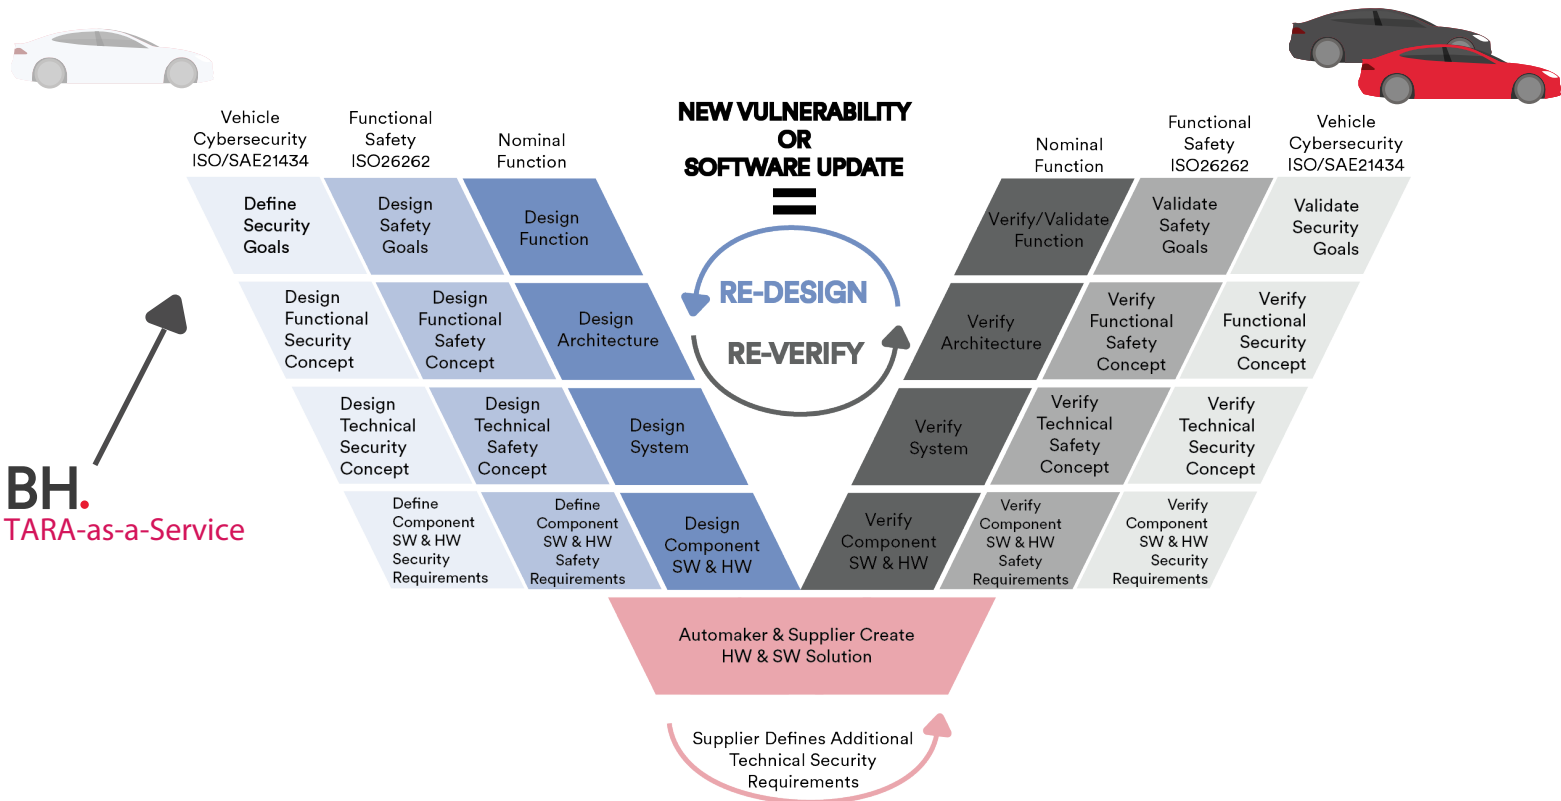 Vehicle
Cybersecurity
ISO/SAE21434
Functional
Safety
ISO26262
Nominal
Function
NEW VULNERABILITY
OR
SOFTWARE UPDATE
=
Nominal
Function
Functional
Safety
ISO26262
Vehicle
Cybersecurity
ISO/SAE21434
Define
Security
Goals
Design
Safety
Goals
Design
Function
Verify/Validate
Function
Validate
Safety
Goals
Validate
Security
Goals
RE-DESIGN
RE-VERIFY
Design
Functional
Security
Concept
Design
Functional
Safety
Concept
Design
Architecture
Verify
Architecture
Verify
Functional
Safety
Concept
Verify
Functional
Security
Concept
Design
Technical
Security
Concept
Design
Technical
Safety
Concept
Design
System
Verify
System
Verify
Technical
Safety
Concept
Verify
Technical
Security
Concept
BH.
TARA-as-a-Service
Define
Component
SW & HW
Security
Requirements
Define
Component
SW & HW
Safety
Requirements
Design
Component
SW & HW
Verify
Component
SW & HW
Verify
Component
SW & HW
Safety
Requirements
Verify
Component
SW & HW
Security
Requirements
Automaker & Supplier Create
HW & SW Solution
Supplier Defines Additional
Technical Security
Requirements